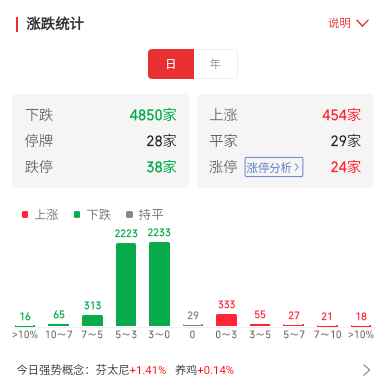 涨跌统计 说明
日 年
下跌 4850家 上涨 454家
停牌 28家 平家 29家
跌停 38家 涨停 涨停分析 24家
上涨 下跌 持平
16 65 313 2223 2233 29 333 55 27 21 18
>10% 10~7 7~5 5~3 3~0 0 0~3 3~5 5~7 7~10 >10%
今日强势概念：芬太尼+1.41% 养鸡+0.14%